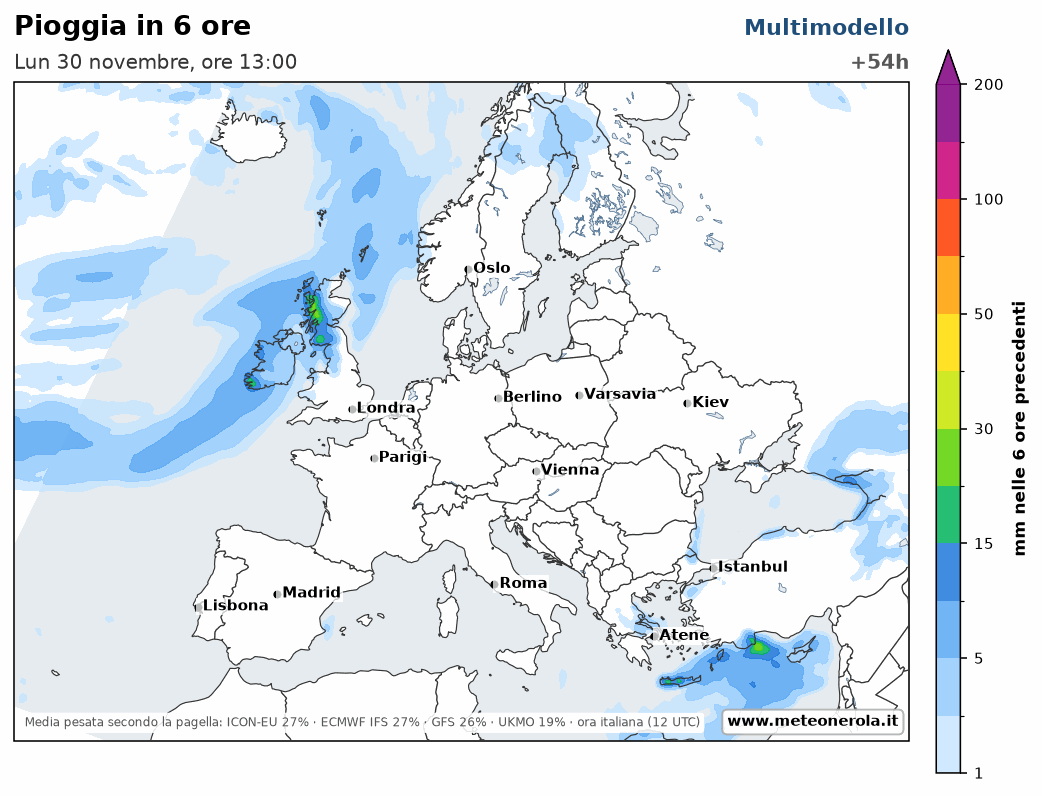 Pioggia in 6 ore
Multimodello
Lun 30 novembre, ore 13:00
+54h
200
100
50
30
15
5
1
mm nelle 6 ore precedenti
Oslo
Londra
Berlino
Varsavia
Kiev
Parigi
Vienna
Istanbul
Roma
Madrid
Lisbona
Atene
Media pesata secondo la pagella: ICON-EU 27% · ECMWF IFS 27% · GFS 26% · UKMO 19% · ora italiana (12 UTC)
www.meteonerola.it